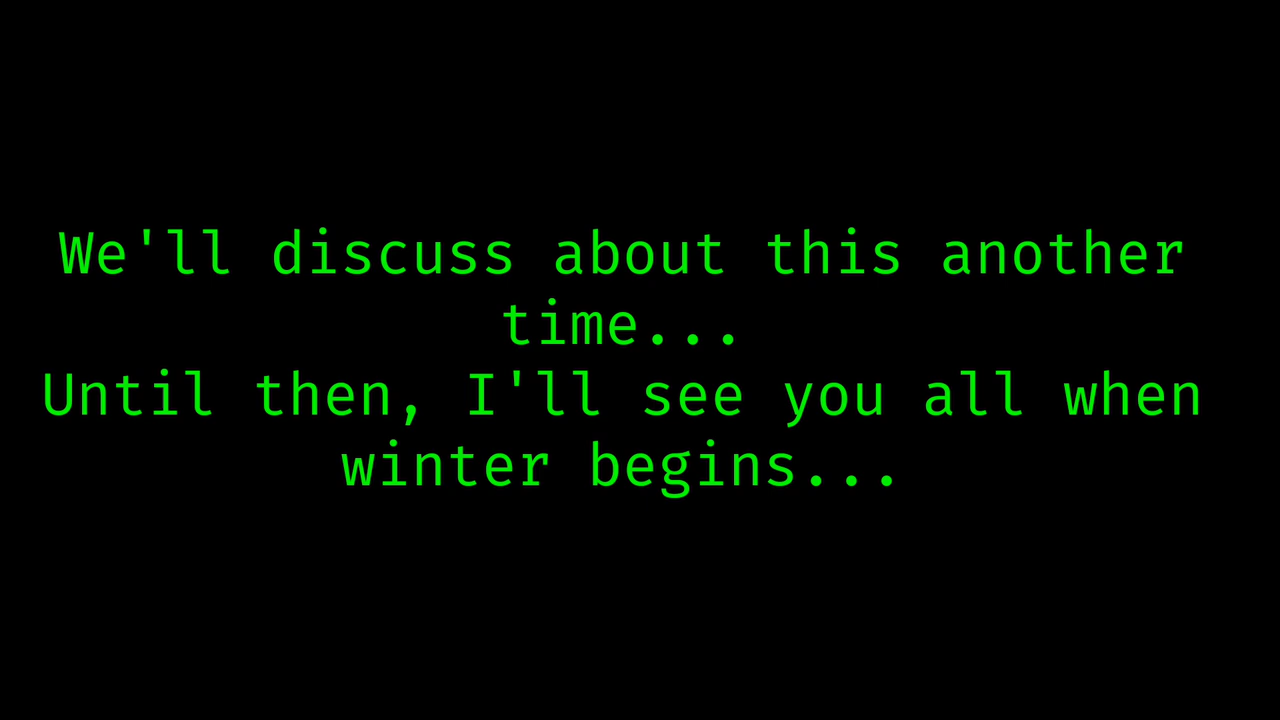 We'll discuss about this another
time...
Until then, I'll see you all when
winter begins...